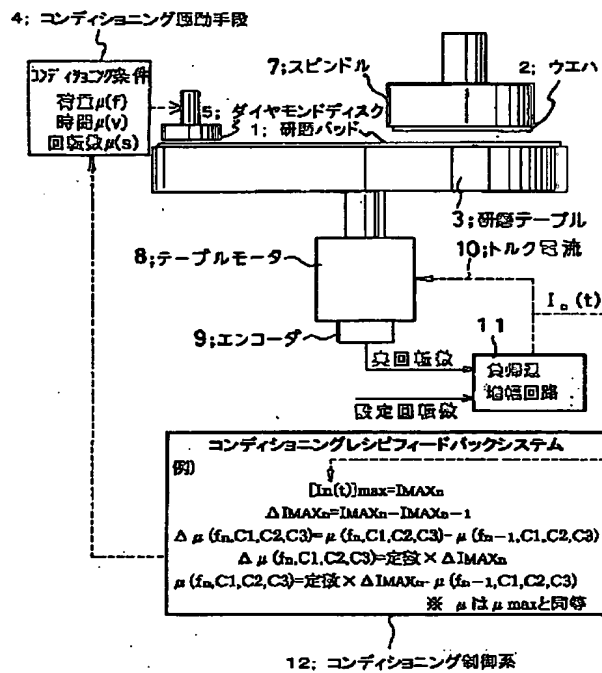 4; コンディショニング駆動手段
コンディショニング条件
荷重μ(f)
時間μ(v)
回転数μ(s)
7;スピンドル
2; ウエハ
5; ダイヤモンドディスク
1; 研磨パッド
3;研磨テーブル
10;トルク電流
8;テーブルモータ
I n (t)
9;エンコーダ
11
実回転数
負帰還
増幅回路
設定回転数
コンディショニングレシピフィードバックシステム
例)
[In(t)]max=IMAXn
ΔIMAXn=IMAXn-IMAXn-1
Δμ(fn,C1,C2,C3)=μ(fn,C1,C2,C3)-μ(fn-1,C1,C2,C3)
Δμ(fn,C1,C2,C3)=定数×ΔIMAXn
μ(fn,C1,C2,C3)=定数×ΔIMAXn-μ(fn-1,C1,C2,C3)
※ μはμmaxと同等
12; コンディショニング制御系